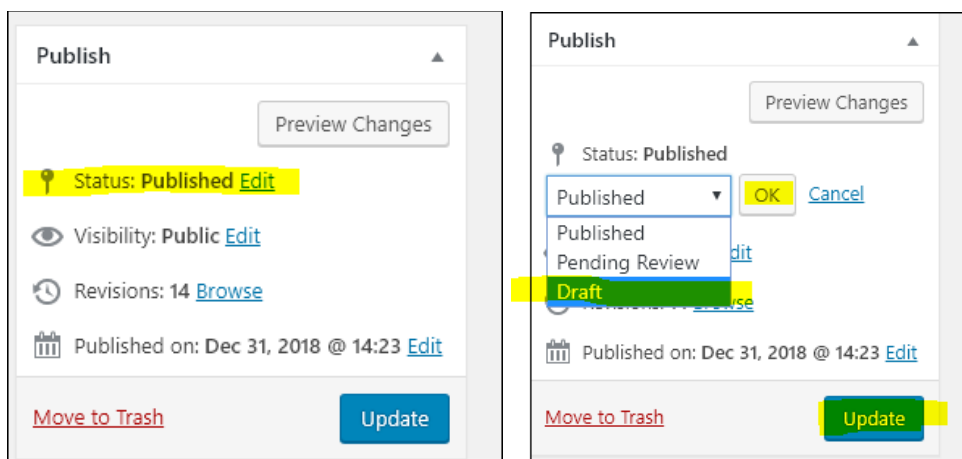 Publish
Preview Changes
Status: Published Edit
Visibility: Public Edit
Revisions: 14 Browse
Published on: Dec 31, 2018 @ 14:23 Edit
Move to Trash
Update
Publish
Preview Changes
Status: Published
Published OK Cancel
Published
Pending Review
Draft
Browse
Published on: Dec 31, 2018 @ 14:23 Edit
Move to Trash
Update